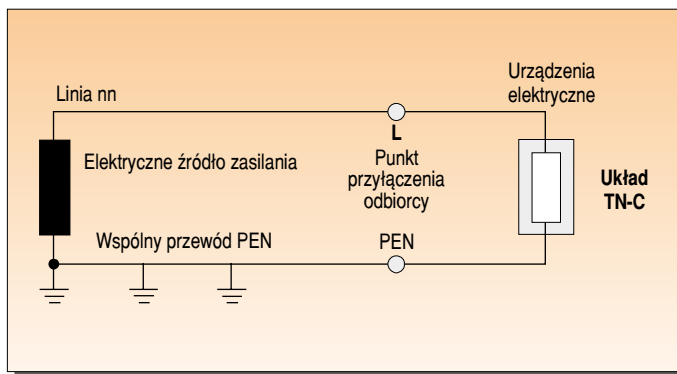 Linia nn
Urządzenia
elektryczne
L
Elektryczne źródło zasilania
Punkt
przyłączenia
odbiorcy
Układ
TN-C
Wspólny przewód PEN
PEN